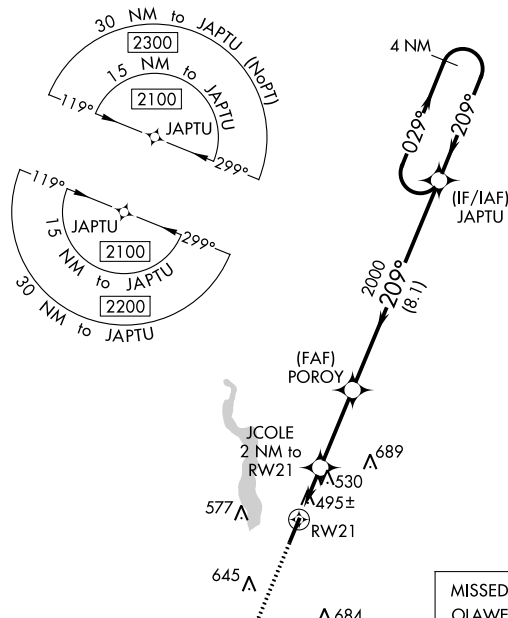 30 NM to JAPTU (NoPT)
2300
15 NM to JAPTU
2100
119°
JAPTU
299°
119°
JAPTU
299°
2100
15 NM to JAPTU
2200
30 NM to JAPTU
4 NM
029°
209°
(IF/IAF)
JAPTU
2000
209°
(8.1)
(FAF)
POROY
JCOLE
2 NM to
RW21
689
530
495±
577
RW21
645
684
MISSED